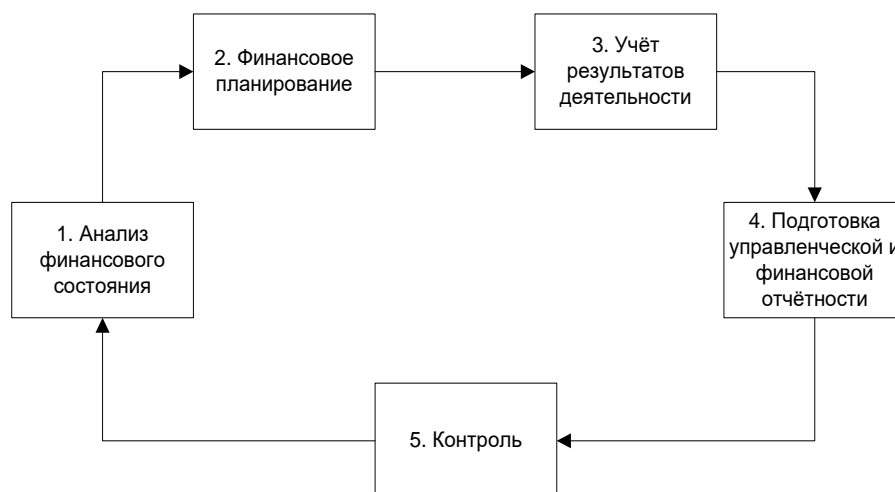 2. Финансовое
планирование
3. Учёт
результатов
деятельности
1. Анализ
финансового
состояния
4. Подготовка
управленческой и
финансовой
отчётности
5. Контроль